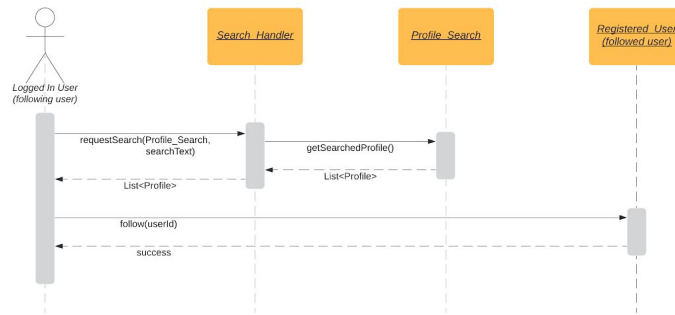 Search_Handler
Profile_Search
Registered_User
(followed user)
Logged In User
(following user)
requestSearch(Profile_Search,
searchText)
getSearchedProfile()
List<Profile>
List<Profile>
follow(userId)
success